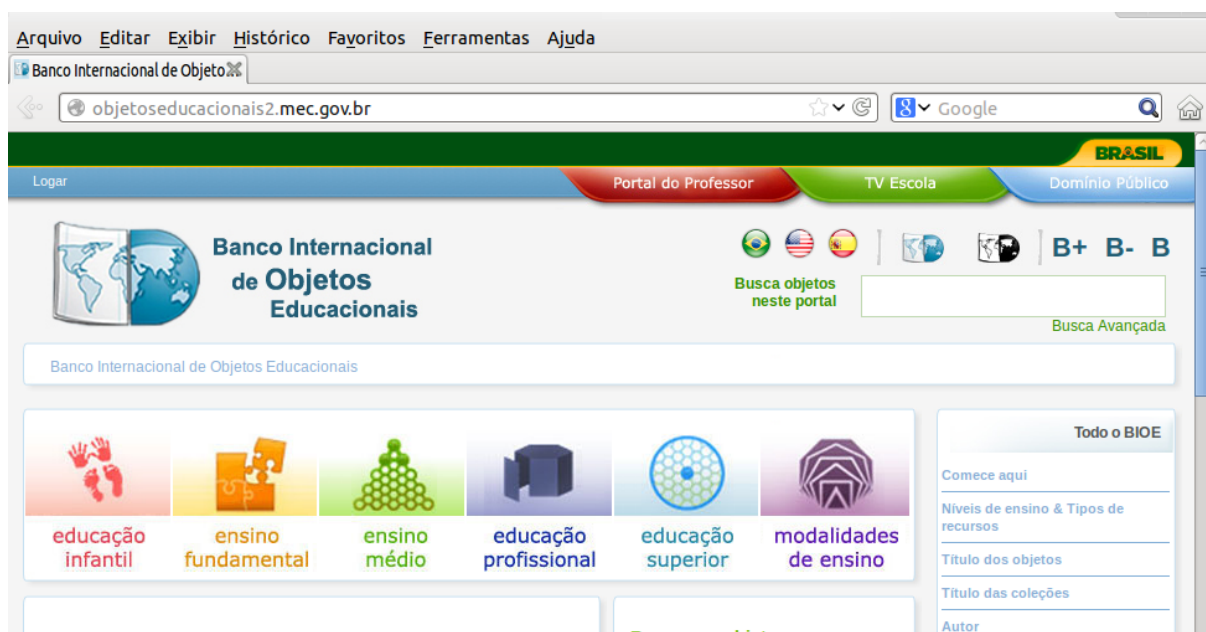 Arquivo Editar Exibir Histórico Favoritos Ferramentas Ajuda
Banco Internacional de Objeto
objetoseducacionais2.mec.gov.br
Google
BRASIL
Logar
Portal do Professor
TV Escola
Domínio Público
Banco Internacional
de Objetos
Educacionais
B+ B- B
Busca objetos
neste portal
Busca Avançada
Banco Internacional de Objetos Educacionais
educação
infantil
ensino
fundamental
ensino
médio
educação
profissional
educação
superior
modalidades
de ensino
Todo o BIOE
Comece aqui
Níveis de ensino & Tipos de
recursos
Título dos objetos
Título das coleções
Autor